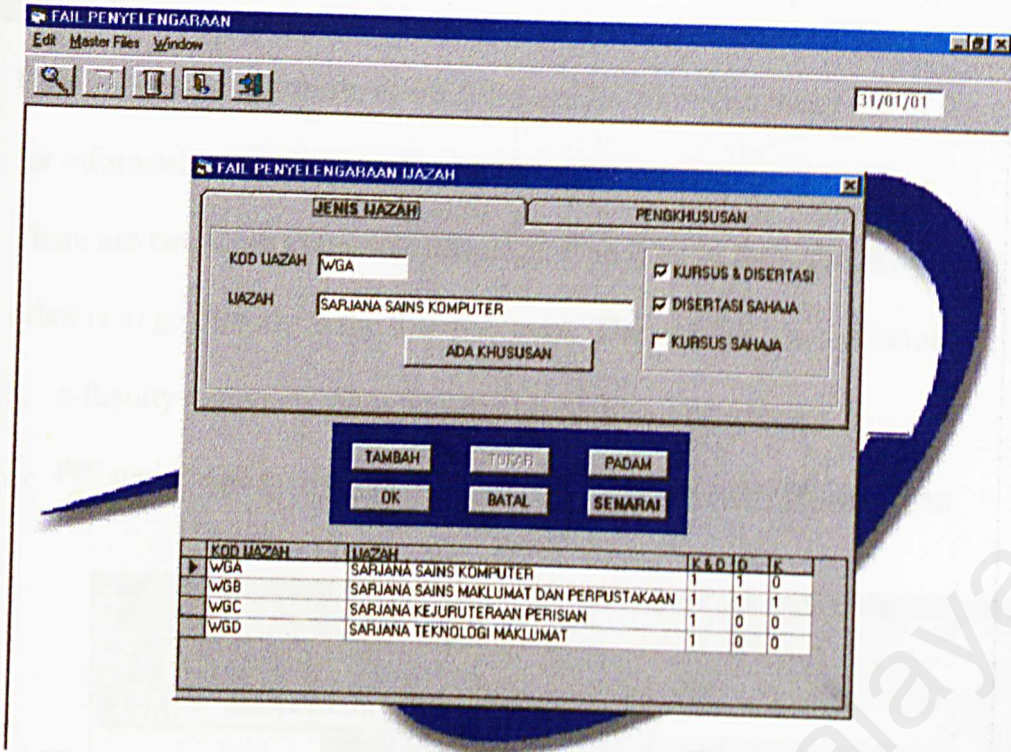 FAIL PENYELENGARAAN
Edit Master Files Window
31/01/01
FAIL PENYELENGARAAN IJAZAH
JENIS IJAZAH
PENGKHUSUSAN
KOD IJAZAH WGA
KURSUS & DISERTASI
IJAZAH SARJANA SAINS KOMPUTER
DISERTASI SAHAJA
ADA KHUSUSAN
KURSUS SAHAJA
TAMBAH TUKAR PADAM
OK BATAL SENARAI
KOD IJAZAH IJAZAH K & D D K
WGA SARJANA SAINS KOMPUTER 1 1 0
WGB SARJANA SAINS MAKLUMAT DAN PERPUSTAKAAN 1 1 1
WGC SARJANA KEJURUTERAAN PERISIAN 1 0 0
WGD SARJANA TEKNOLOGI MAKLUMAT 1 0 0